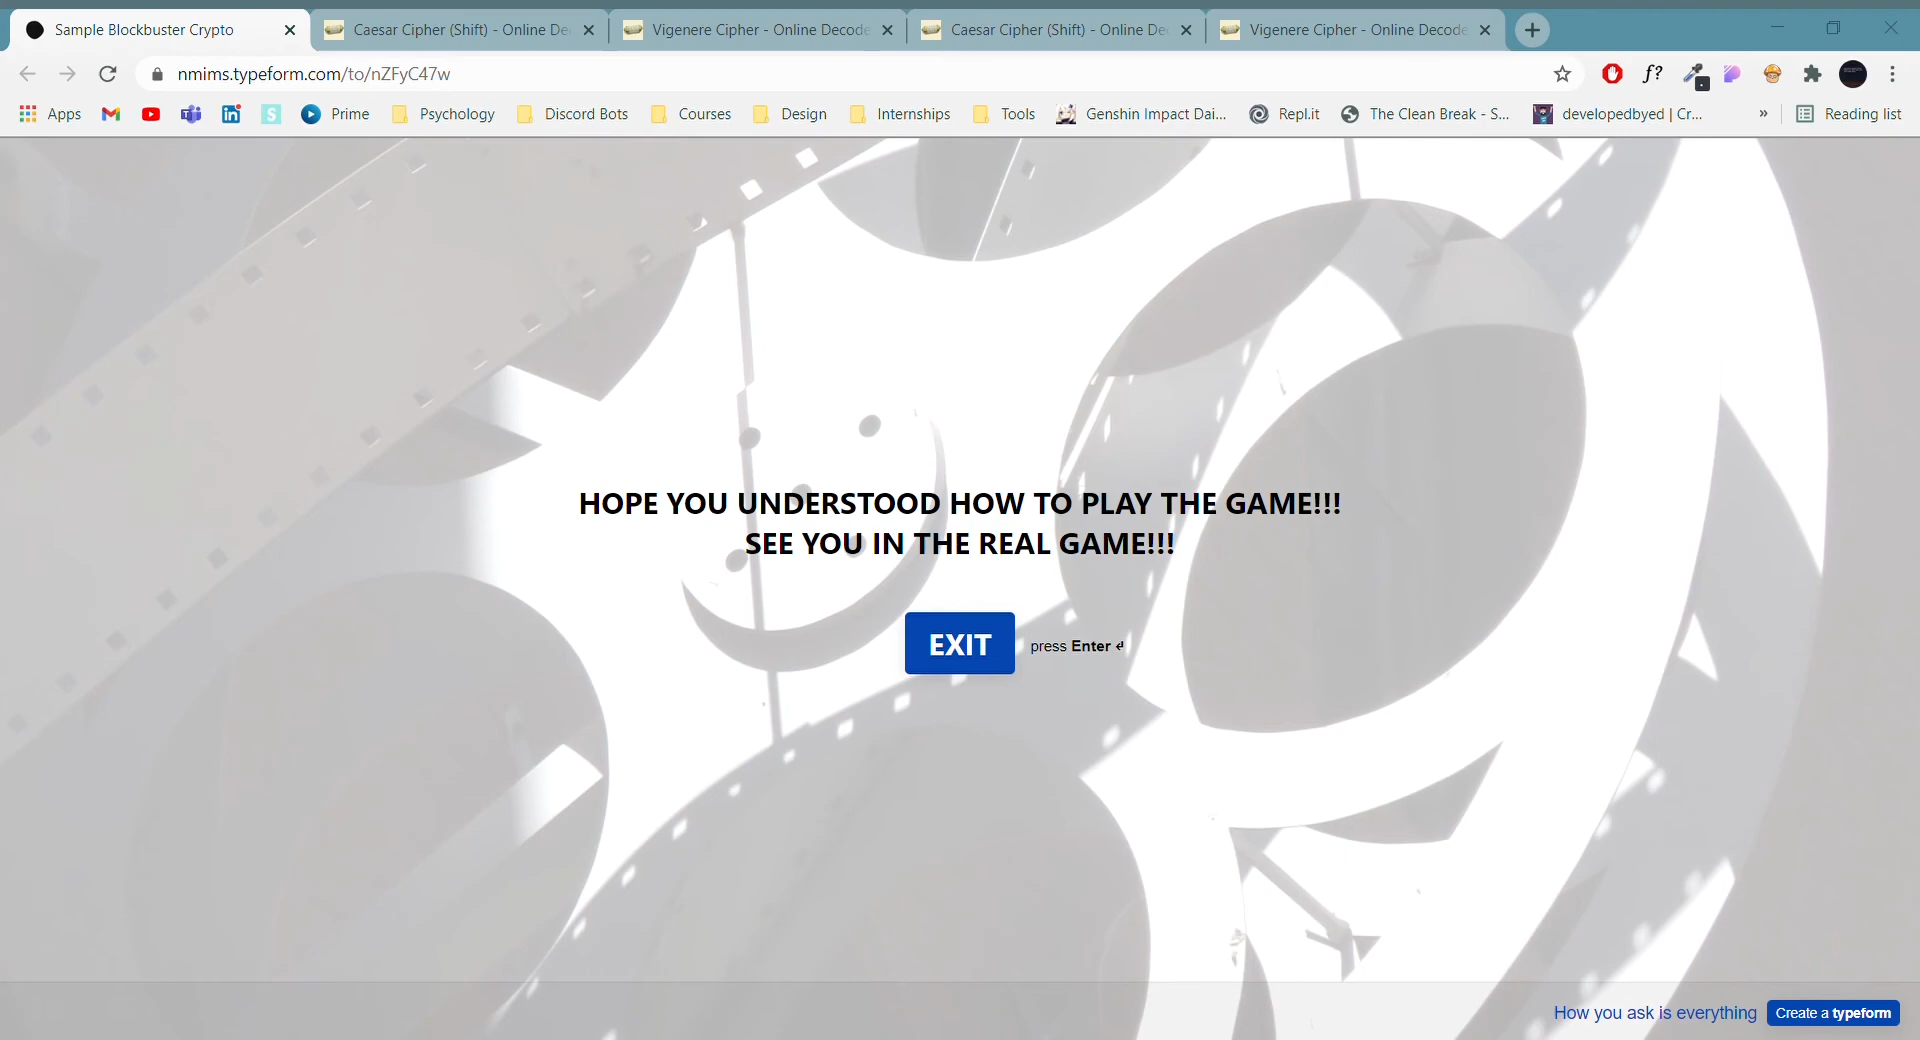 Sample Blockbuster Crypto
Caesar Cipher (Shift) - Online De
Vigenere Cipher - Online Decode
Caesar Cipher (Shift) - Online De
Vigenere Cipher - Online Decode
nmims.typeform.com/to/nZFyC47w
f?
Apps
Prime
Psychology
Discord Bots
Courses
Design
Internships
Tools
Genshin Impact Dai...
Repl.it
The Clean Break - S...
developedbyed | Cr...
»
Reading list
HOPE YOU UNDERSTOOD HOW TO PLAY THE GAME!!!
SEE YOU IN THE REAL GAME!!!
EXIT
press Enter ↵
How you ask is everything
Create a typeform